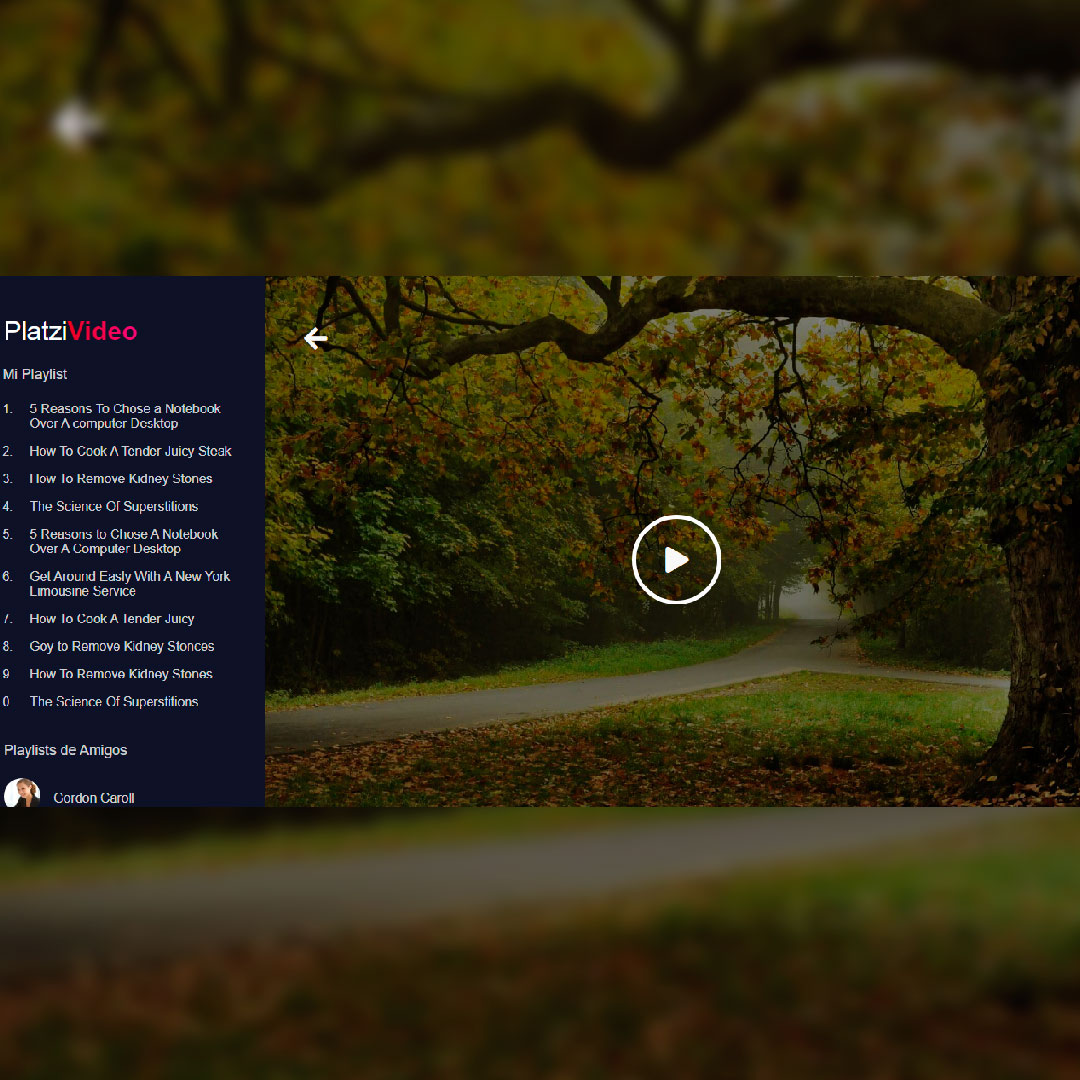 PlatziVideo
Mi Playlist
1. 5 Reasons To Chose a Notebook
Over A computer Desktop
2. How To Cook A Tender Juicy Steak
3. How To Remove Kidney Stones
4. The Science Of Superstitions
5. 5 Reasons to Chose A Notebook
Over A Computer Desktop
6. Get Around Easly With A New York
Limousine Service
7. How To Cook A Tender Juicy
8. Goy to Remove Kidney Stonces
9 How To Remove Kidney Stones
0 The Science Of Superstitions
Playlists de Amigos
Cordon Caroll